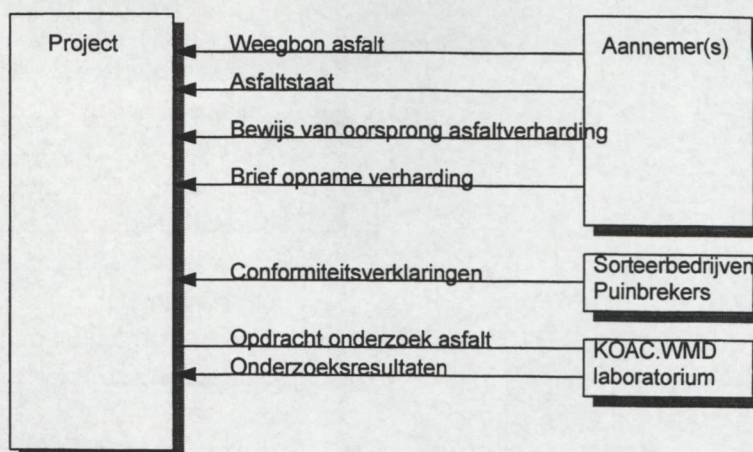 Project
Weegbon asfalt
Aannemer(s)
Asfaltstaat
Bewijs van oorsprong asfaltverharding
Brief opname verharding
Conformiteitsverklaringen
Sorteerbedrijven
Puinbrekers
Opdracht onderzoek asfalt
Onderzoeksresultaten
KOAC.WMD
laboratorium